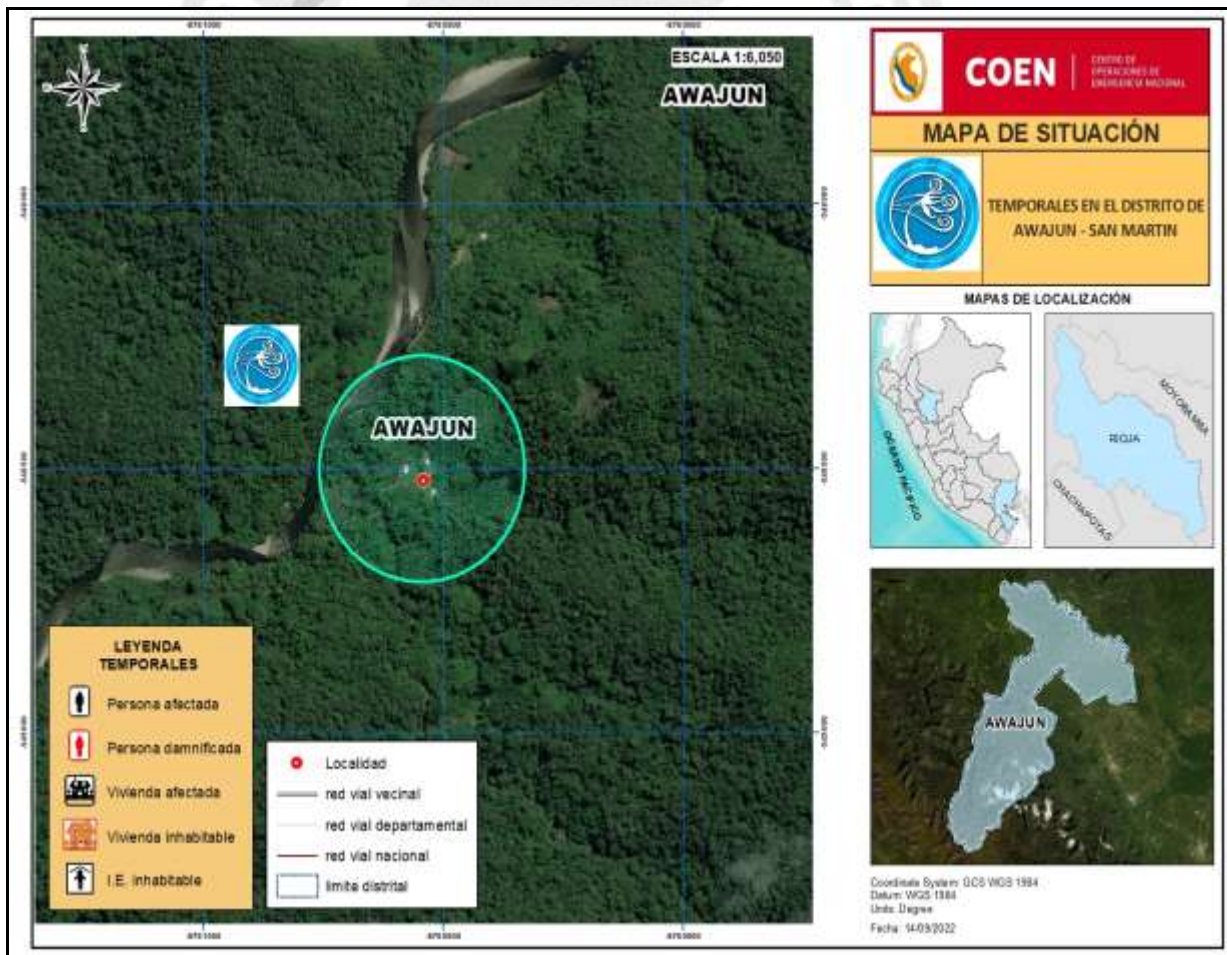 ESCALA 1:6,050
AWAJUN
AWAJUN
LEYENDA
TEMPORALES
Persona afectada
Persona damnificada
Vivienda afectada
Vivienda inhabitable
I.E. inhabitable
Localidad
red vial vecinal
red vial departamental
red vial nacional
limite distrital
COEN
CENTRO DE
OPERACIONES DE
EMERGENCIA NACIONAL
MAPA DE SITUACIÓN
TEMPORALES EN EL DISTRITO DE
AWAJUN - SAN MARTIN
MAPAS DE LOCALIZACIÓN
OCEANO PACIFICO
MOYOBAMBA
RIOJA
CHACHAPOYAS
AWAJUN
Coordinate System: GCS WGS 1984
Datum: WGS 1984
Units: Degree
Fecha: 14/09/2022